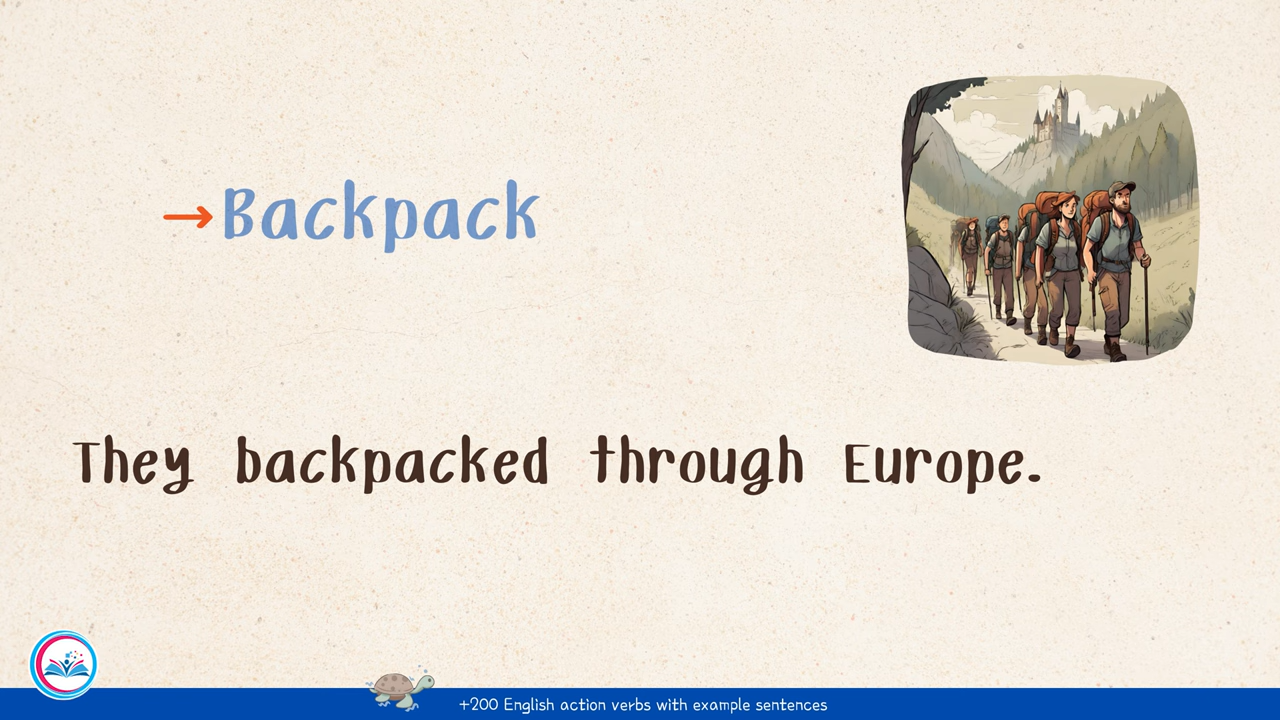 →Backpack
They backpacked through Europe.
+200 English action verbs with example sentences